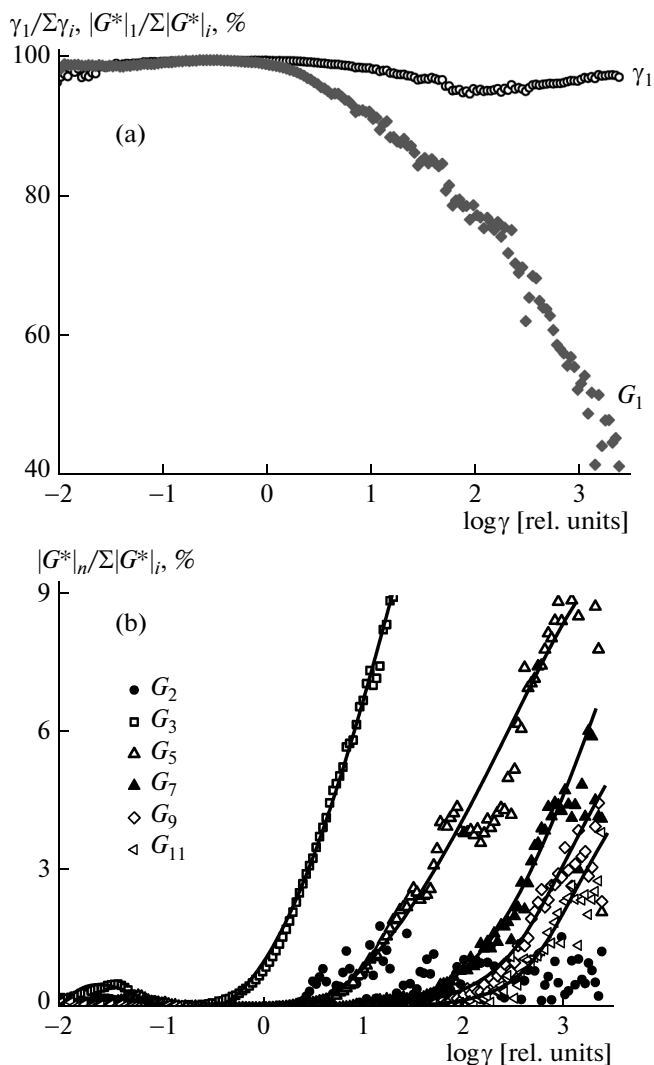 γ₁/Σγᵢ, |G*|₁/Σ|G*|ᵢ, %
100
γ₁
(a)
80
60
G₁
40
−2 −1 0 1 2 3
logγ [rel. units]
|G*|ₙ/Σ|G*|ᵢ, %
9
(b)
G₂
G₃
6
G₅
G₇
G₉
3
G₁₁
0
−2 −1 0 1 2 3
logγ [rel. units]